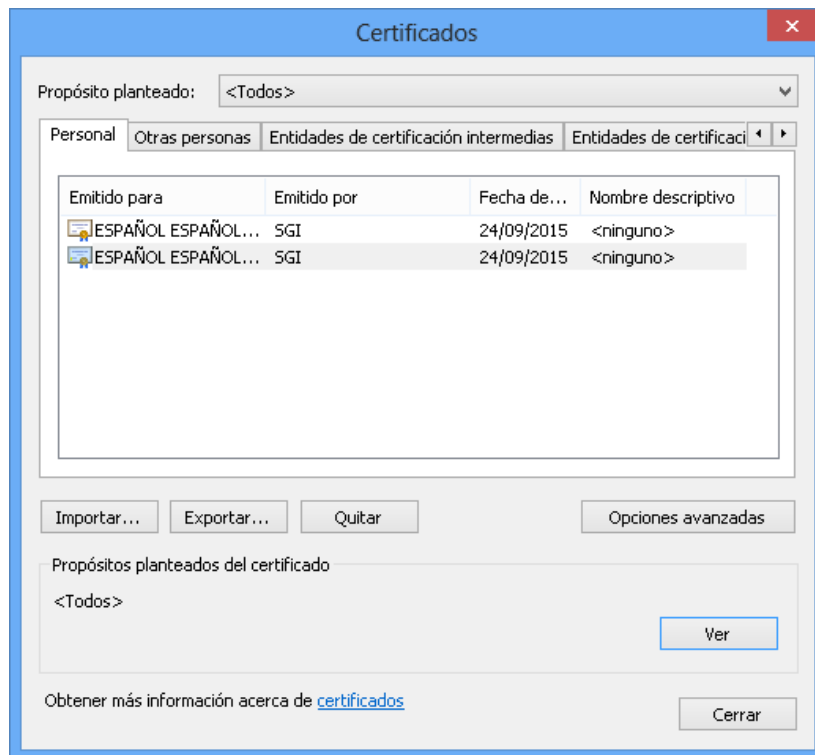 Certificados
Propósito planteado: <Todos>
Personal Otras personas Entidades de certificación intermedias Entidades de certificaci
Emitido para Emitido por Fecha de... Nombre descriptivo
ESPAÑOL ESPAÑOL... SGI 24/09/2015 <ninguno>
ESPAÑOL ESPAÑOL... SGI 24/09/2015 <ninguno>
Importar... Exportar... Quitar Opciones avanzadas
Propósitos planteados del certificado
<Todos>
Ver
Obtener más información acerca de certificados
Cerrar